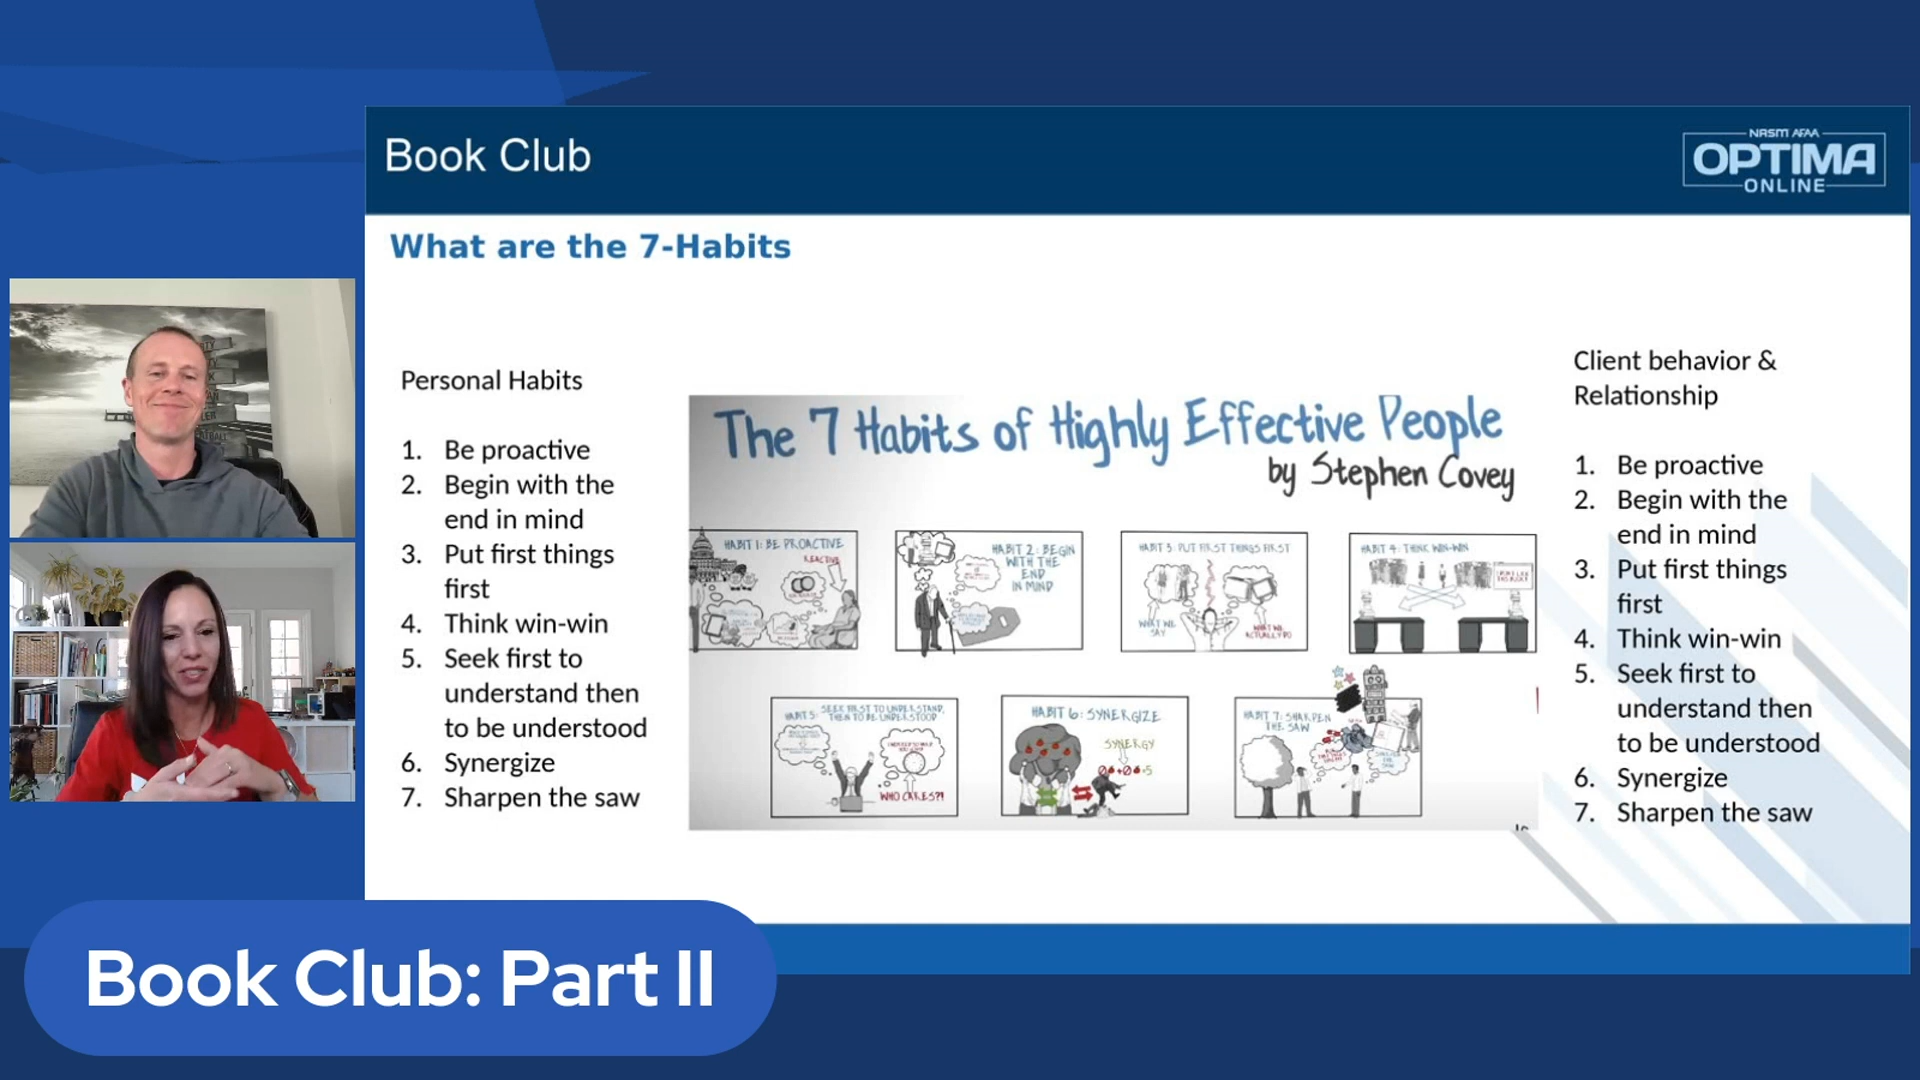 Book Club
NASM AFAA
OPTIMA
ONLINE
What are the 7-Habits
Personal Habits
1. Be proactive
2. Begin with the
end in mind
3. Put first things
first
4. Think win-win
5. Seek first to
understand then
to be understood
6. Synergize
7. Sharpen the saw
The 7 Habits of Highly Effective People
by Stephen Covey
HABIT 1: BE PROACTIVE
REACTIVE
HABIT 2: BEGIN
WITH THE
END
IN MIND
HABIT 3: PUT FIRST THINGS FIRST
WHAT WE
SAY
WHAT WE
ACTUALLY DO
HABIT 4: THINK WIN-WIN
HABIT 5: SEEK FIRST TO UNDERSTAND,
THEN TO BE UNDERSTOOD
WHO CARES?!
HABIT 6: SYNERGIZE
SYNERGY
HABIT 7: SHARPEN
THE SAW
Client behavior &
Relationship
1. Be proactive
2. Begin with the
end in mind
3. Put first things
first
4. Think win-win
5. Seek first to
understand then
to be understood
6. Synergize
7. Sharpen the saw
Book Club: Part II